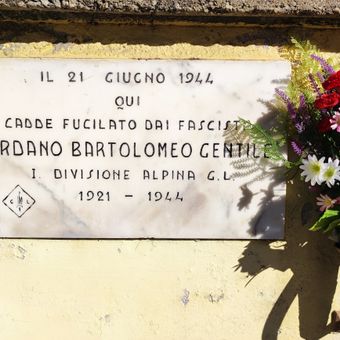 IL 21 GIUGNO 1944
QUI
CADDE FUCILATO DAI FASCISTI
RDANO BARTOLOMEO GENTILE
I. DIVISIONE ALPINA G.L.
1921 - 1944